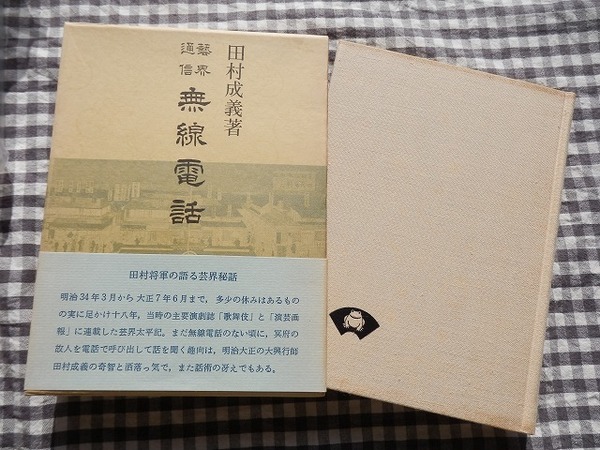 田村成義著
藝界
通信
無線電話
田村将軍の語る芸界秘話
明治34年3月から大正7年6月まで，多少の休みはあるもの
の実に足かけ十八年，当時の主要演劇誌「歌舞伎」と「演芸画
報」に連載した芸界太平記。まだ無線電話のない頃に，冥府の
故人を電話で呼び出して話を聞く趣向は，明治大正の大興行師
田村成義の奇智と洒落っ気で，また話術の冴えでもある。